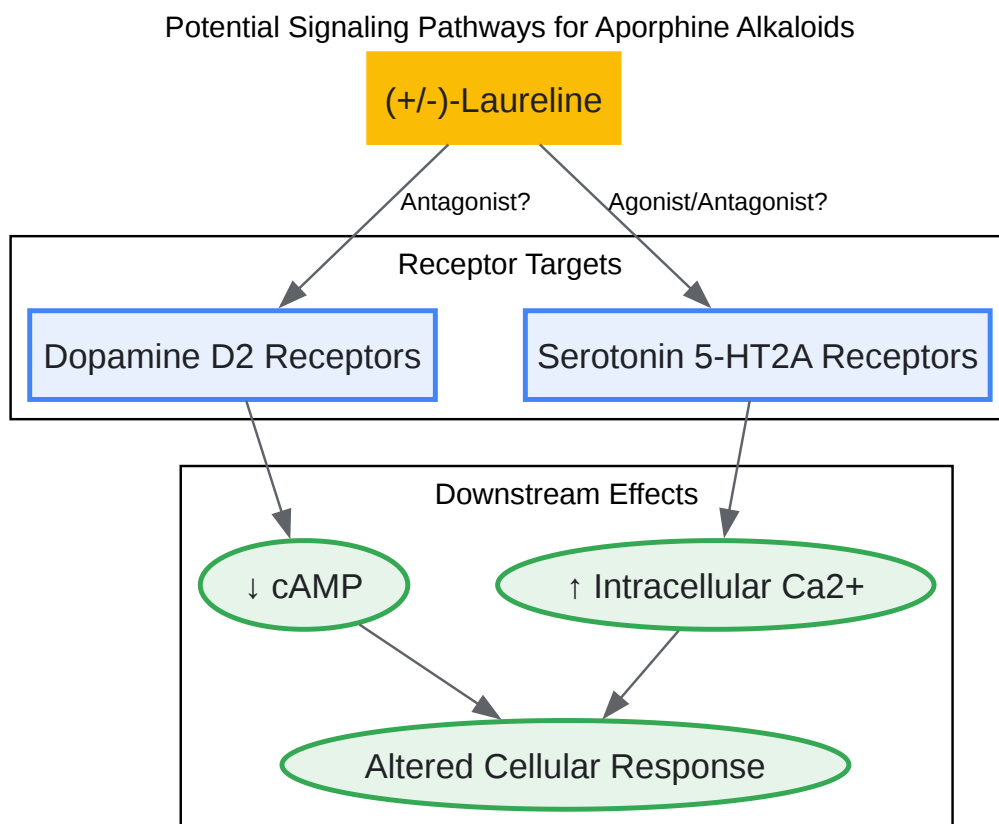 Potential Signaling Pathways for Aporphine Alkaloids
(+/-)-Laureline
Antagonist?
Agonist/Antagonist?
Receptor Targets
Dopamine D2 Receptors
Serotonin 5-HT2A Receptors
Downstream Effects
↓ cAMP
↑ Intracellular Ca2+
Altered Cellular Response